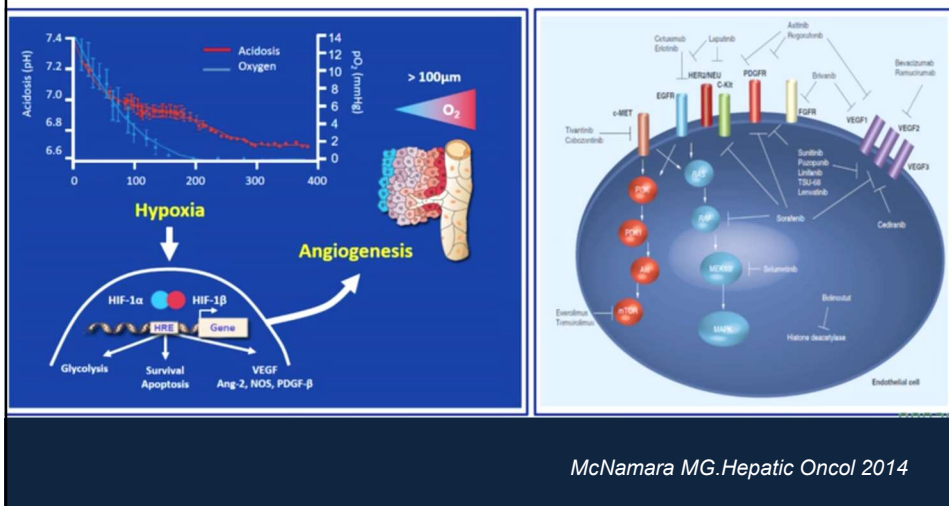 7.4
7.2
7.0
6.8
6.6
Acidosis (pH)
Acidosis
Oxygen
14
12
10
8
6
4
2
0
pO2 (mmHg)
0
100
200
300
400
> 100µm
O2
Hypoxia
Angiogenesis
HIF-1α
HIF-1β
HRE
Gene
Glycolysis
Survival
Apoptosis
VEGF
Ang-2, NOS, PDGF-β
Axitinib
Cetuximab
Erlotinib
Lapatinib
HER2/NEU
C-Kit
PDGFR
Bevacizumab
Ramucirumab
Brivanib
EGFR
FGFR
c-MET
VEGF1
VEGF2
VEGF3
Tivantinib
Cabozantinib
Sunitinib
Pazopanib
Linifanib
TSU-68
Lenvatinib
PI3K
RAS
RAF
Sorafenib
Cediranib
PDK1
Akt
Selumetinib
mTOR
Everolimus
Temsirolimus
MAPK
Belinostat
Histone deacetylase
Endothelial cell
McNamara MG.Hepatic Oncol 2014